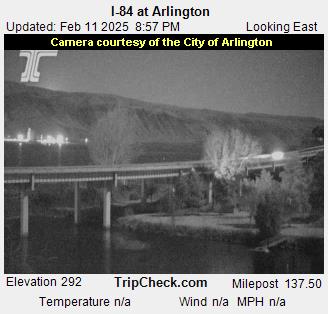 I-84 at Arlington
Updated: Feb 11 2025 8:57 PM Looking East
Camera courtesy of the City of Arlington
Elevation 292 TripCheck.com Milepost 137.50
Temperature n/a Wind n/a MPH n/a